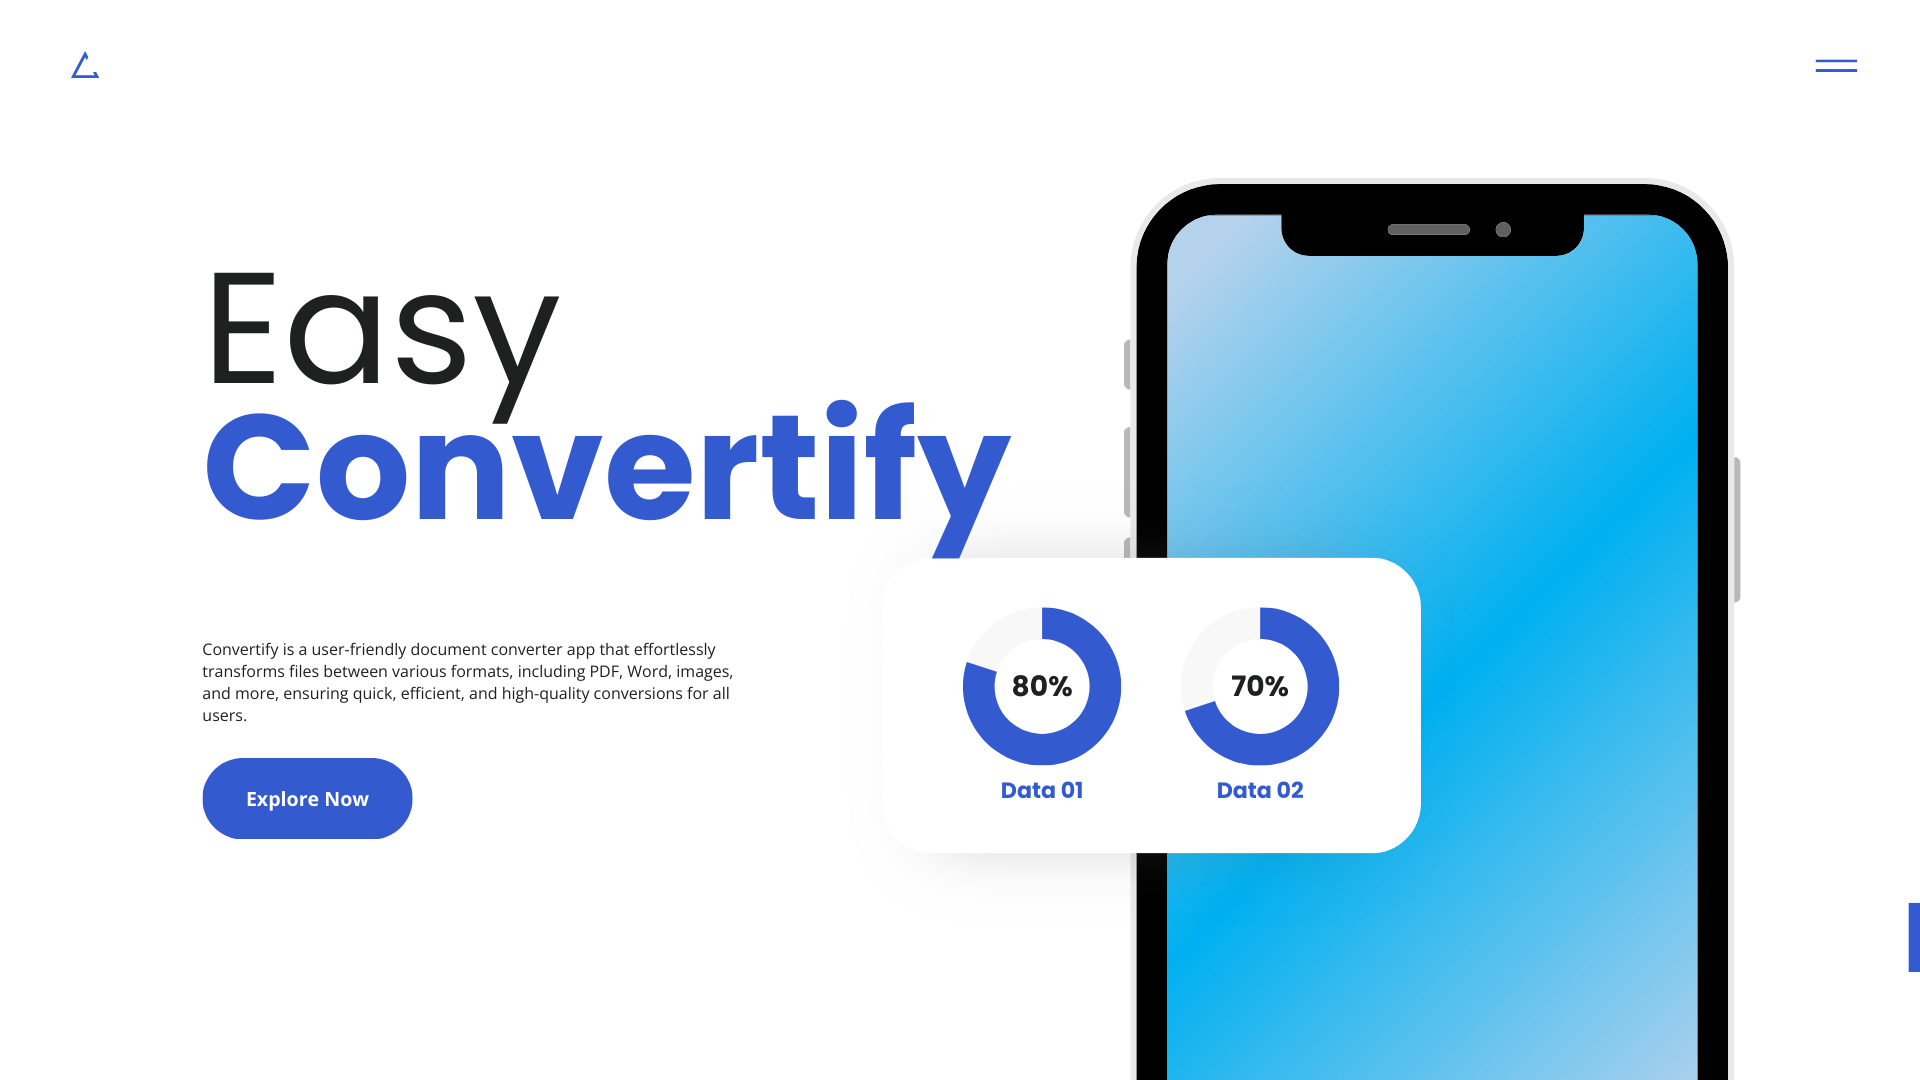 Easy
Convertify
Convertify is a user-friendly document converter app that effortlessly
transforms files between various formats, including PDF, Word, images,
and more, ensuring quick, efficient, and high-quality conversions for all
users.
Explore Now
80%
70%
Data 01
Data 02